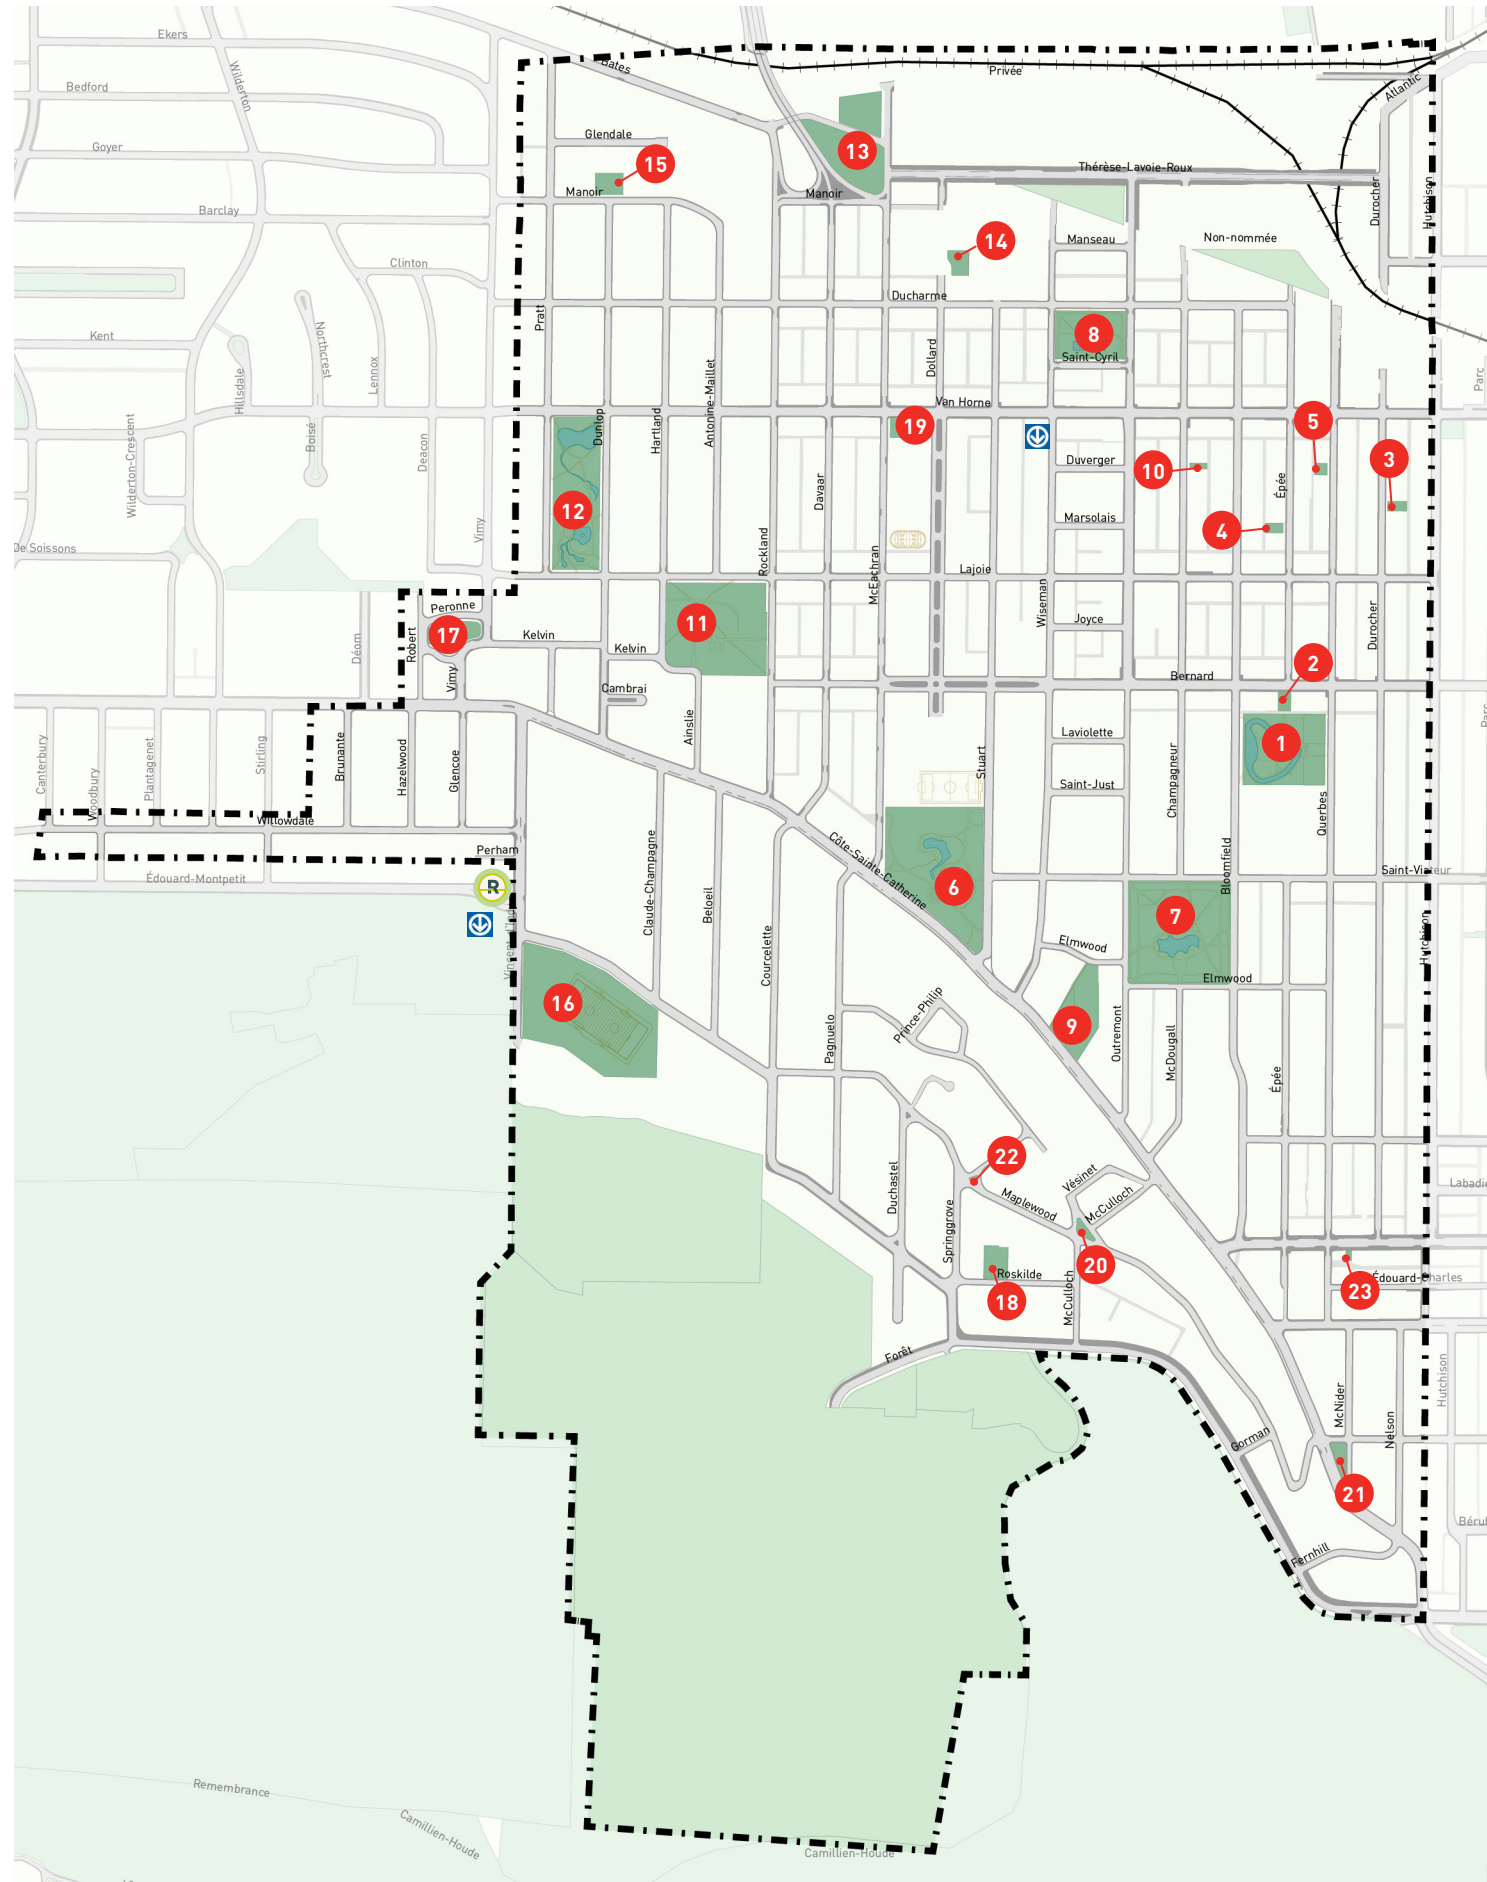 Ekers
Wilderton
Bates
Privée
Atlantic
Bedford
Goyer
Glendale
13
15
Thérèse-Lavoie-Roux
Manoir
Manoir
Durocher
Hutchison
Barclay
14
Manseau
Non-nommée
Clinton
Ducharme
Pratt
Kent
Northcrest
8
Dollard
Saint-Cyril
Hillsdale
Lennox
Antonine-Maillet
Parc
Van Horne
Wilderton-Crescent
Boisé
Deacon
Dunlop
Hartland
19
5
Duverger
10
3
Davaar
Épée
12
Marsolais
4
Vimy
De Soissons
Rockland
McEachran
Lajoie
Wiseman
Peronne
17
11
Joyce
Durocher
Déom
Robert
Kelvin
Kelvin
Vimy
Bernard
2
Cambrai
Ainslie
Laviolette
1
Canterbury
Woodbury
Plantagenet
Stirling
Brunante
Hazelwood
Glencoe
Stuart
Champagneur
Saint-Just
Querbes
Willowdale
Perham
Côte-Sainte-Catherine
Claude-Champagne
Beloeil
Bloomfield
Saint-Viateur
Édouard-Montpetit
R
6
7
Courcelette
Elmwood
Hutchison
Elmwood
16
Prince-Philip
9
Pagnuelo
Outremont
McDougall
Épée
22
Duchastel
Springgrove
Maplewood
Vésinet
McCulloch
Labadie
20
Roskilde
18
McCulloch
23
Édouard-Charles
Forêt
Hutchison
McNider
Nelson
Gorman
21
Fernhill
Remembrance
Camillien-Houde
Camillien-Houde